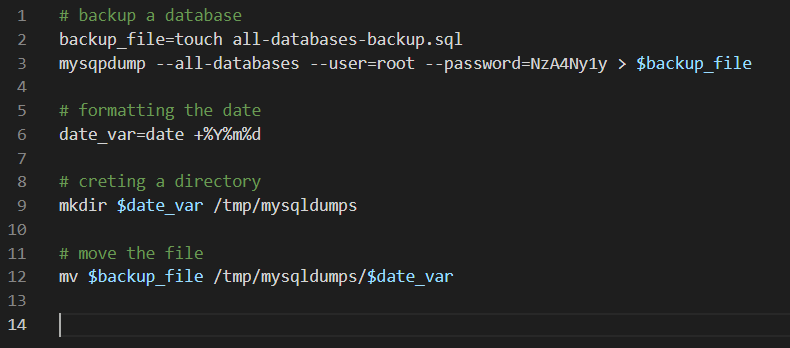 1 # backup a database
2 backup_file=touch all-databases-backup.sql
3 mysqpdump --all-databases --user=root --password=NzA4Ny1y > $backup_file
4
5 # formatting the date
6 date_var=date +%Y%m%d
7
8 # creting a directory
9 mkdir $date_var /tmp/mysqldumps
10
11 # move the file
12 mv $backup_file /tmp/mysqldumps/$date_var
13
14